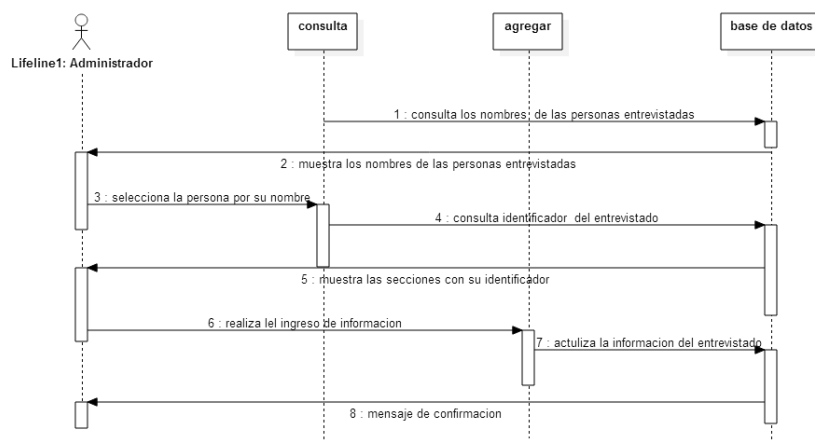 consulta
agregar
base de datos
Lifeline1: Administrador
1 : consulta los nombres de las personas entrevistadas
2 : muestra los nombres de las personas entrevistadas
3 : selecciona la persona por su nombre
4 : consulta identificador del entrevistado
5 : muestra las secciones con su identificador
6 : realiza lel ingreso de informacion
7 : actuliza la informacion del entrevistado
8 : mensaje de confirmacion